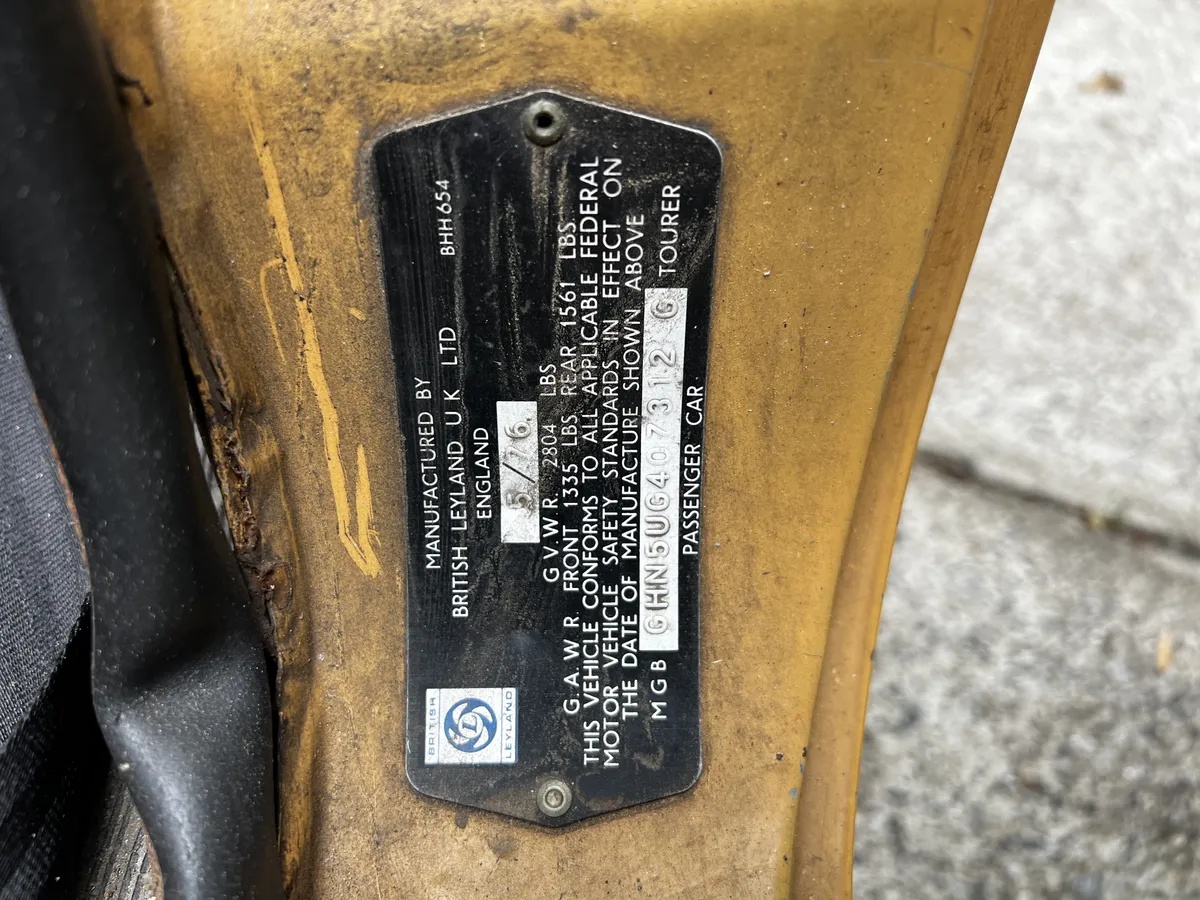 MANUFACTURED BY
BRITISH LEYLAND U K LTD BHH654
ENGLAND
5/76.
G V W R 2804 LBS
G.A.W R FRONT 1335 LBS REAR 1561 LBS
THIS VEHICLE CONFORMS TO ALL APPLICABLE FEDERAL
MOTOR VEHICLE SAFETY STANDARDS IN EFFECT ON
THE DATE OF MANUFACTURE SHOWN ABOVE
MGB GHN5UG407312G TOURER
PASSENGER CAR
BRITISH
L
LEYLAND